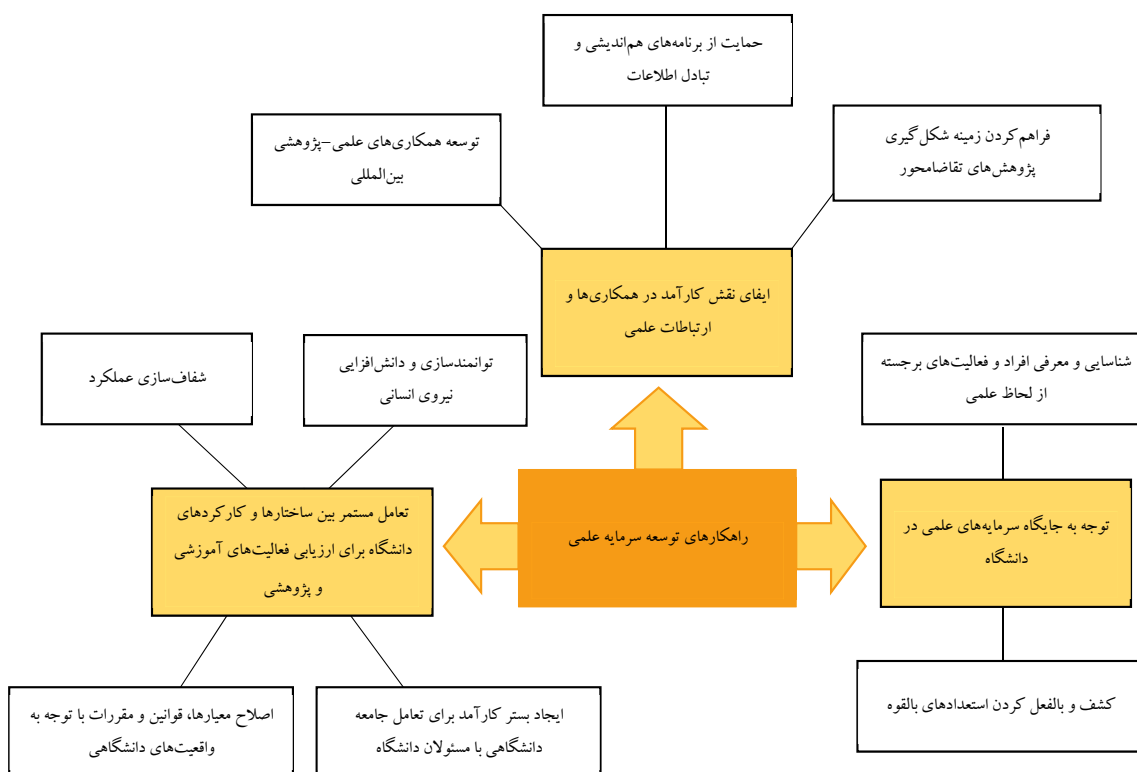 حمایت از برنامه‌های هم‌اندیشی و
تبادل اطلاعات
فراهم‌کردن زمینه شکل‌گیری
پژوهش‌های تقاضامحور
توسعه همکاری‌های علمی–پژوهشی
بین‌المللی
ایفای نقش کارآمد در همکاری‌ها و
ارتباطات علمی
شناسایی و معرفی افراد و فعالیت‌های برجسته
از لحاظ علمی
توانمندسازی و دانش‌افزایی
نیروی انسانی
شفاف‌سازی عملکرد
توجه به جایگاه سرمایه‌های علمی در
دانشگاه
راهکارهای توسعه سرمایه علمی
تعامل مستمر بین ساختارها و کارکردهای
دانشگاه برای ارزیابی فعالیت‌های آموزشی
و پژوهشی
کشف و بالفعل کردن استعدادهای بالقوه
ایجاد بستر کارآمد برای تعامل جامعه
دانشگاهی با مسئولان دانشگاه
اصلاح معیارها، قوانین و مقررات با توجه به
واقعیت‌های دانشگاهی